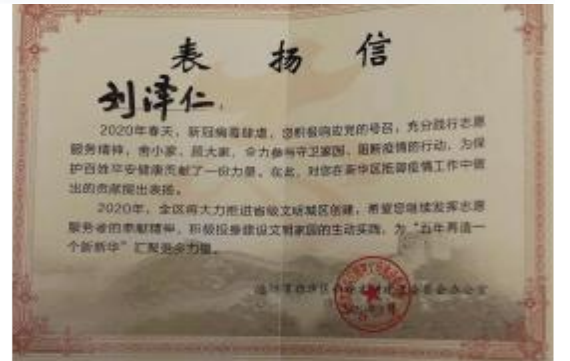 表扬信
刘泽仁：
2020年春天，新冠病毒肆虐，您积极响应党的号召，充分践行志愿
服务精神，舍小家，顾大家，全力参与守卫家园、阻断疫情的行动，为保
护百姓平安健康贡献了一份力量。在此，对你在新华区抵御疫情工作中做
出的贡献提出表扬。
2020年，全区将大力推进省级文明城区创建，希望您继续发挥志愿
服务者的奉献精神，积极投身建设文明家园的生动实践，为“五年再造一
个新新华”汇聚更多力量。